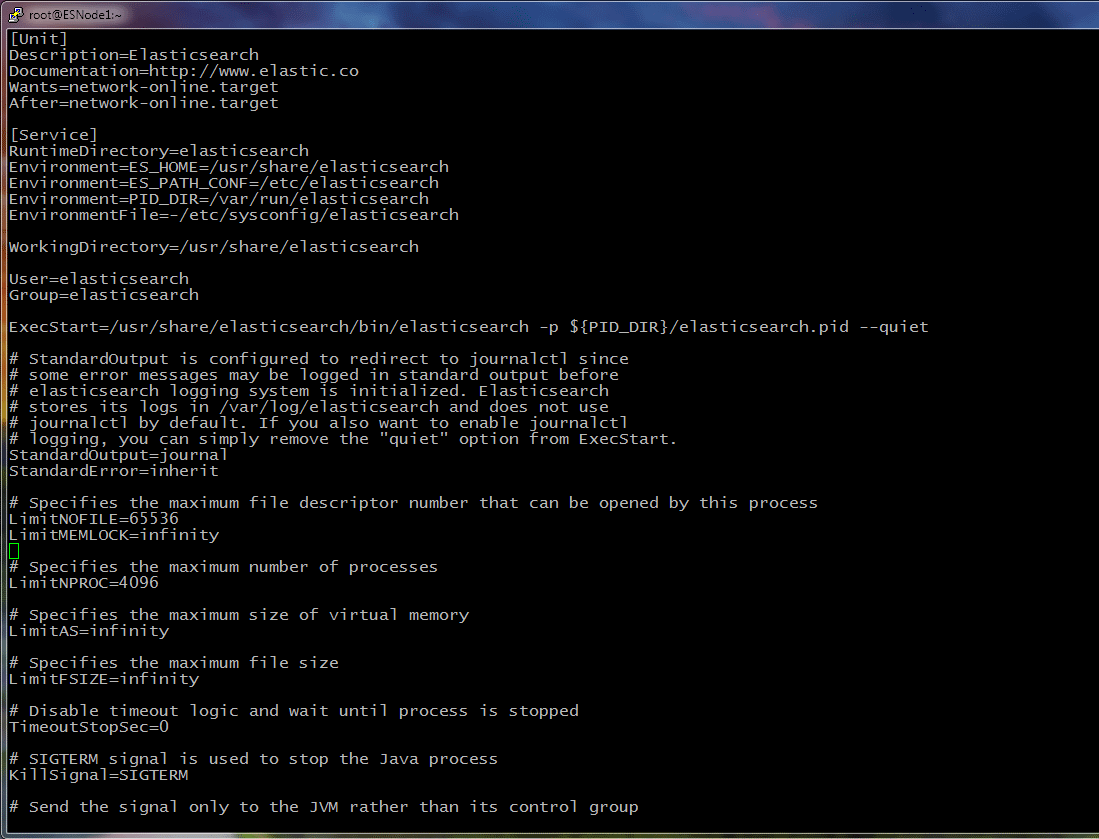 root@ESNode1:~
[Unit]
Description=Elasticsearch
Documentation=http://www.elastic.co
Wants=network-online.target
After=network-online.target
[Service]
RuntimeDirectory=elasticsearch
Environment=ES_HOME=/usr/share/elasticsearch
Environment=ES_PATH_CONF=/etc/elasticsearch
Environment=PID_DIR=/var/run/elasticsearch
EnvironmentFile=-/etc/sysconfig/elasticsearch
WorkingDirectory=/usr/share/elasticsearch
User=elasticsearch
Group=elasticsearch
ExecStart=/usr/share/elasticsearch/bin/elasticsearch -p ${PID_DIR}/elasticsearch.pid --quiet
# StandardOutput is configured to redirect to journalctl since
# some error messages may be logged in standard output before
# elasticsearch logging system is initialized. Elasticsearch
# stores its logs in /var/log/elasticsearch and does not use
# journalctl by default. If you also want to enable journalctl
# logging, you can simply remove the "quiet" option from ExecStart.
StandardOutput=journal
StandardError=inherit
# Specifies the maximum file descriptor number that can be opened by this process
LimitNOFILE=65536
LimitMEMLOCK=infinity
# Specifies the maximum number of processes
LimitNPROC=4096
# Specifies the maximum size of virtual memory
LimitAS=infinity
# Specifies the maximum file size
LimitFSIZE=infinity
# Disable timeout logic and wait until process is stopped
TimeoutStopSec=0
# SIGTERM signal is used to stop the Java process
KillSignal=SIGTERM
# Send the signal only to the JVM rather than its control group